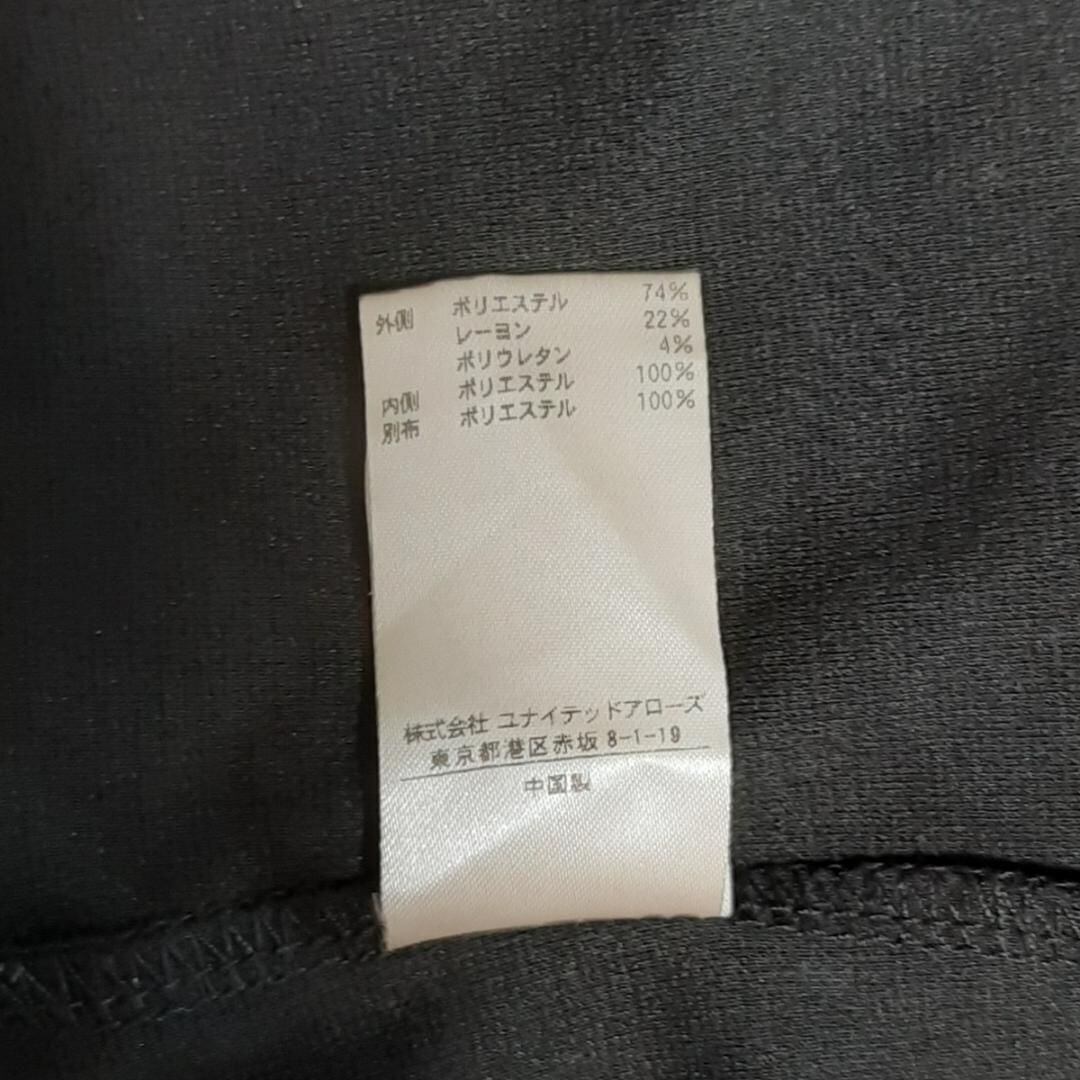 外側 ポリエステル 74%
レーヨン 22%
ポリウレタン 4%
内側 ポリエステル 100%
別布 ポリエステル 100%
株式会社 ユナイテッドアローズ
東京都港区赤坂 8-1-19
中国製